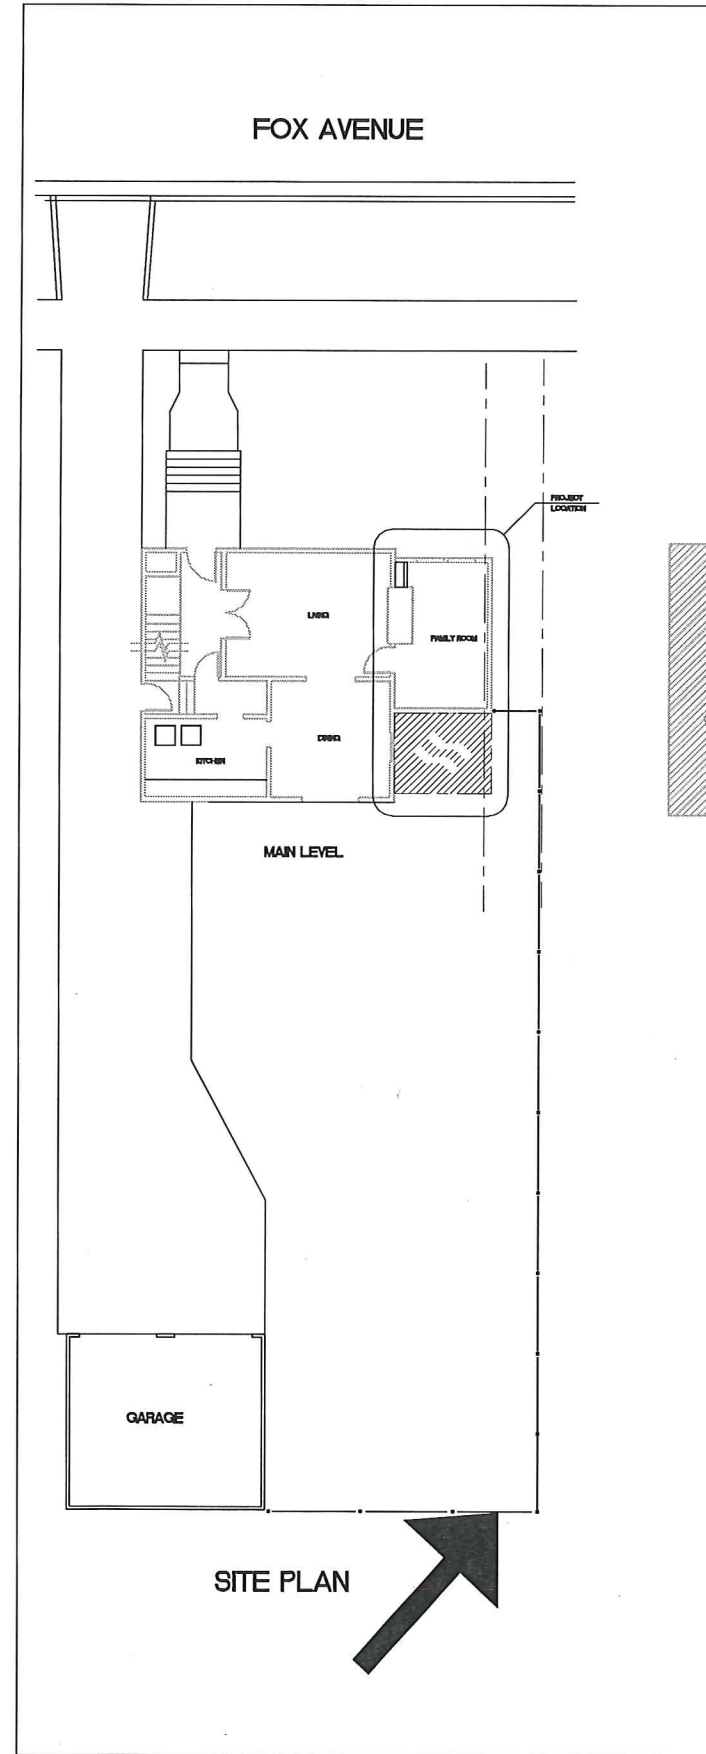 FOX AVENUE
PROJECT
LOCATION
LIVING
FAMILY ROOM
DINING
KITCHEN
MAIN LEVEL
GARAGE
SITE PLAN